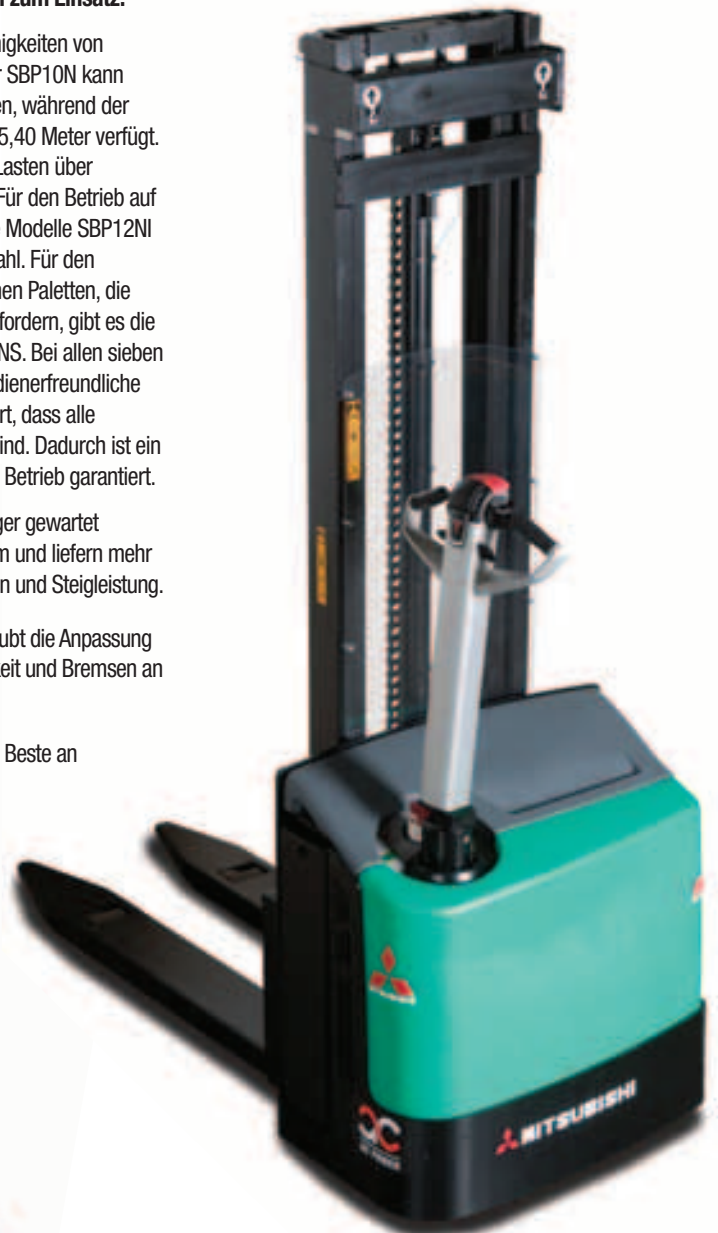 zum Einsatz.
nigkeiten von
r SBP10N kann
en, während der
5,40 Meter verfügt.
Lasten über
Für den Betrieb auf
Modelle SBP12NI
ahl. Für den
nen Paletten, die
fordern, gibt es die
NS. Bei allen sieben
dienerfreundliche
rt, dass alle
ind. Dadurch ist ein
Betrieb garantiert.
ger gewartet
m und liefern mehr
n und Steigleistung.
ubt die Anpassung
keit und Bremsen an
Beste an
MITSUBISHI